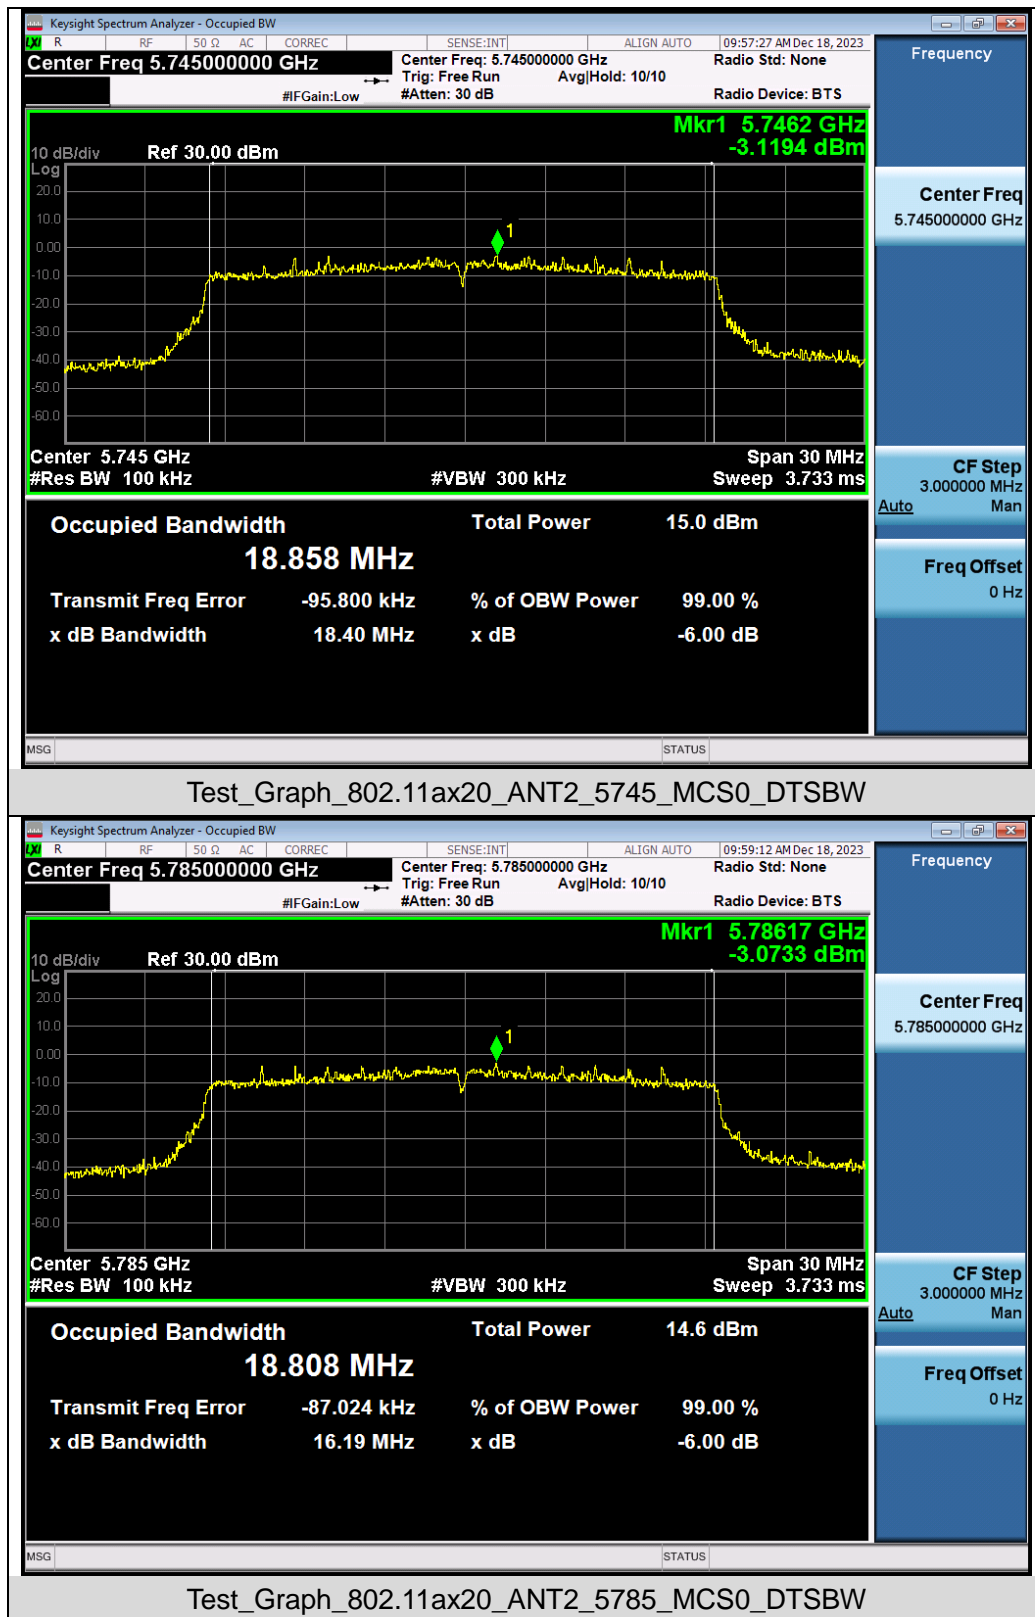 Keysight Spectrum Analyzer - Occupied BW
LXI R RF 50 Ω AC CORREC SENSE:INT ALIGN AUTO 09:57:27 AM Dec 18, 2023
Center Freq 5.745000000 GHz
Center Freq: 5.745000000 GHz
Radio Std: None
Trig: Free Run Avg|Hold: 10/10
#IFGain:Low
#Atten: 30 dB
Radio Device: BTS
Frequency
Mkr1 5.7462 GHz
-3.1194 dBm
10 dB/div Ref 30.00 dBm
Log
20.0
10.0
0.00
-10.0
-20.0
-30.0
-40.0
-50.0
-60.0
1
Center 5.745 GHz
Span 30 MHz
#Res BW 100 kHz
#VBW 300 kHz
Sweep 3.733 ms
Center Freq
5.745000000 GHz
CF Step
3.000000 MHz
Auto Man
Freq Offset
0 Hz
Occupied Bandwidth
18.858 MHz
Total Power 15.0 dBm
Transmit Freq Error -95.800 kHz
% of OBW Power 99.00 %
x dB Bandwidth 18.40 MHz
x dB -6.00 dB
MSG
STATUS
Test_Graph_802.11ax20_ANT2_5745_MCS0_DTSBW
Keysight Spectrum Analyzer - Occupied BW
LXI R RF 50 Ω AC CORREC SENSE:INT ALIGN AUTO 09:59:12 AM Dec 18, 2023
Center Freq 5.785000000 GHz
Center Freq: 5.785000000 GHz
Radio Std: None
Trig: Free Run Avg|Hold: 10/10
#IFGain:Low
#Atten: 30 dB
Radio Device: BTS
Frequency
Mkr1 5.78617 GHz
-3.0733 dBm
10 dB/div Ref 30.00 dBm
Log
20.0
10.0
0.00
-10.0
-20.0
-30.0
-40.0
-50.0
-60.0
1
Center 5.785 GHz
Span 30 MHz
#Res BW 100 kHz
#VBW 300 kHz
Sweep 3.733 ms
Center Freq
5.785000000 GHz
CF Step
3.000000 MHz
Auto Man
Freq Offset
0 Hz
Occupied Bandwidth
18.808 MHz
Total Power 14.6 dBm
Transmit Freq Error -87.024 kHz
% of OBW Power 99.00 %
x dB Bandwidth 16.19 MHz
x dB -6.00 dB
MSG
STATUS
Test_Graph_802.11ax20_ANT2_5785_MCS0_DTSBW